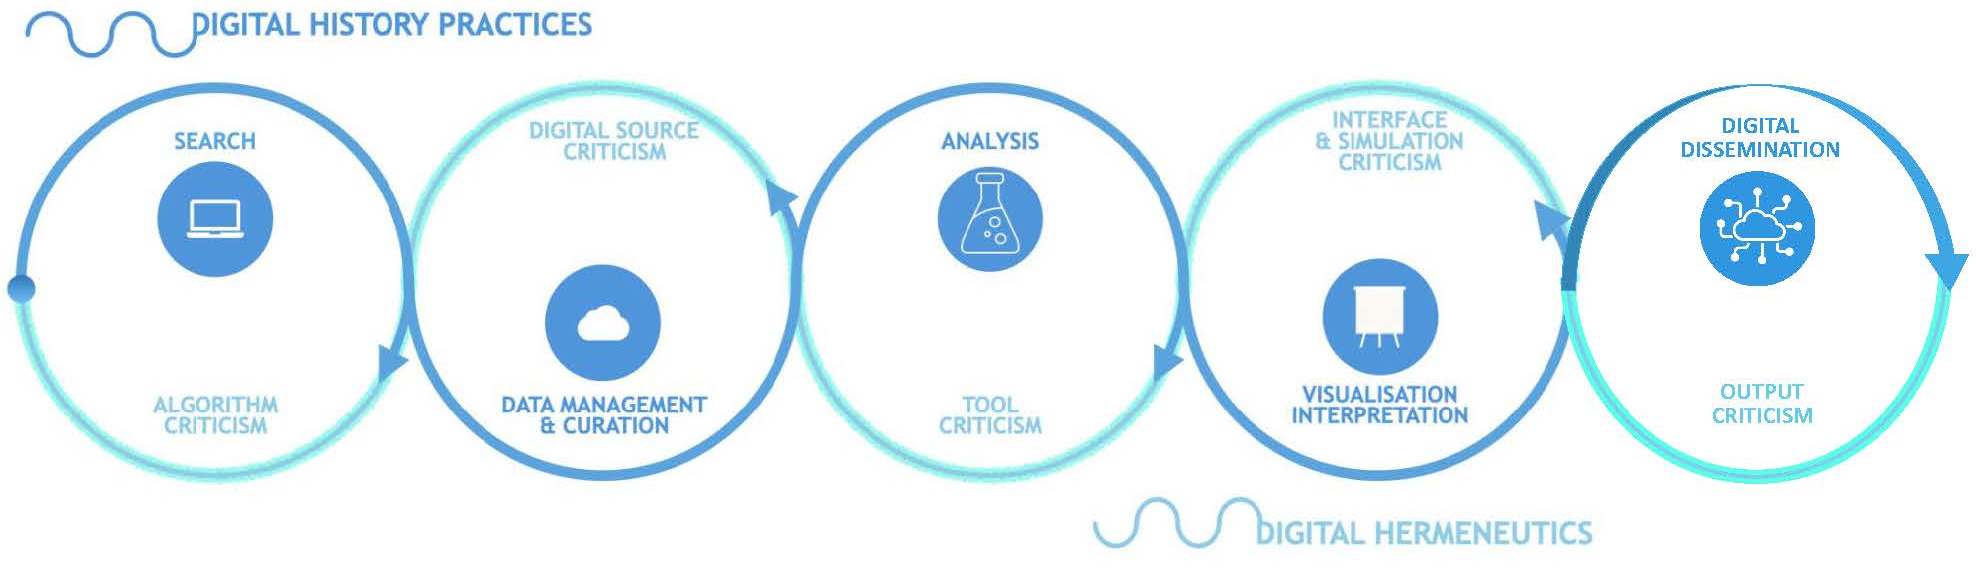 DIGITAL HISTORY PRACTICES
SEARCH
ALGORITHM
CRITICISM
DIGITAL SOURCE
CRITICISM
DATA MANAGEMENT
& CURATION
ANALYSIS
TOOL
CRITICISM
INTERFACE
& SIMULATION
CRITICISM
VISUALISATION
INTERPRETATION
DIGITAL
DISSEMINATION
OUTPUT
CRITICISM
DIGITAL HERMENEUTICS